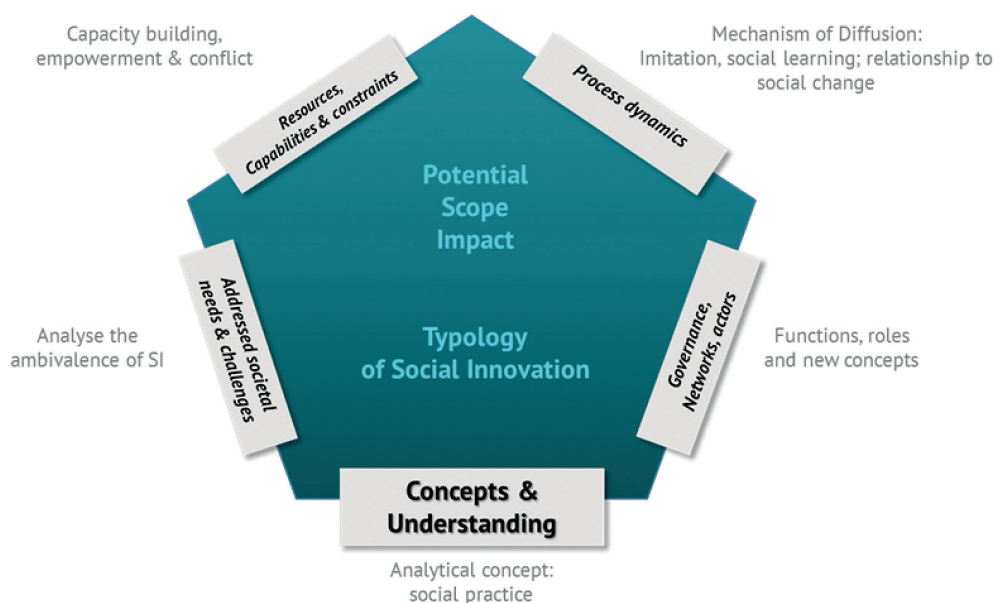 Capacity building,
empowerment & conflict
Mechanism of Diffusion:
Imitation, social learning; relationship to
social change
Resources,
Capabilities & constraints
Process dynamics
Potential
Scope
Impact
Addressed societal
needs & challenges
Governance,
Networks, actors
Analyse the
ambivalence of SI
Typology
of Social Innovation
Functions, roles
and new concepts
Concepts &
Understanding
Analytical concept:
social practice